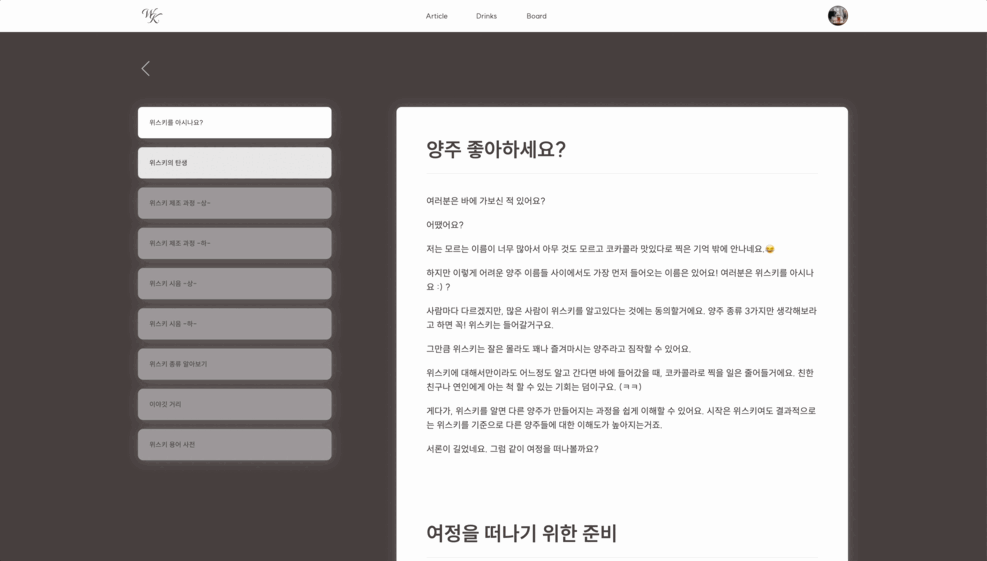 WK
Article
Drinks
Board
위스키를 아시나요?
위스키의 탄생
위스키 제조 과정 ~상~
위스키 제조 과정 ~하~
위스키 시음 ~상~
위스키 시음 ~하~
위스키 종류 알아보기
이야깃 거리
위스키 용어 사전
양주 좋아하세요?
여러분은 바에 가보신 적 있어요?
어땠어요?
저는 모르는 이름이 너무 많아서 아무 것도 모르고 코카콜라 맛있다로 찍은 기억 밖에 안나네요.😂
하지만 이렇게 어려운 양주 이름들 사이에서도 가장 먼저 들어오는 이름은 있어요! 여러분은 위스키를 아시나
요 :) ?
사람마다 다르겠지만, 많은 사람이 위스키를 알고있다는 것에는 동의할거에요. 양주 종류 3가지만 생각해보라
고 하면 꼭! 위스키는 들어갈거구요.
그만큼 위스키는 잘은 몰라도 꽤나 즐겨마시는 양주라고 짐작할 수 있어요.
위스키에 대해서만이라도 어느정도 알고 간다면 바에 들어갔을 때, 코카콜라로 찍을 일은 줄어들거에요. 친한
친구나 연인에게 아는 척 할 수 있는 기회는 덤이구요. (ㅋㅋ)
게다가, 위스키를 알면 다른 양주가 만들어지는 과정을 쉽게 이해할 수 있어요. 시작은 위스키여도 결과적으로
는 위스키를 기준으로 다른 양주들에 대한 이해도가 높아지는거죠.
서론이 길었네요. 그럼 같이 여정을 떠나볼까요?
여정을 떠나기 위한 준비